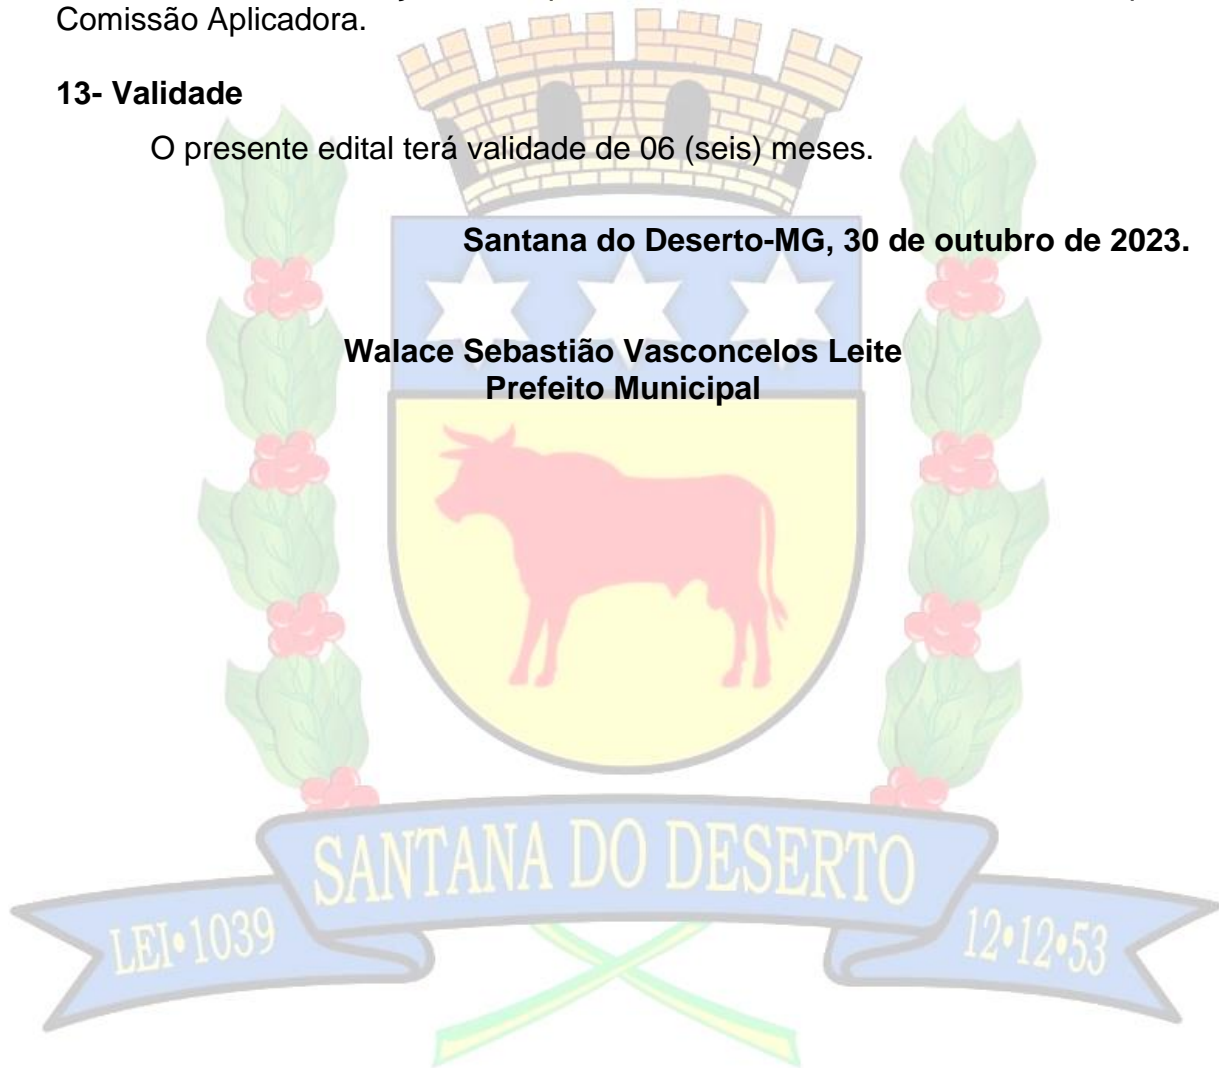 Comissão Aplicadora.
13- Validade
O presente edital terá validade de 06 (seis) meses.
Santana do Deserto-MG, 30 de outubro de 2023.
Walace Sebastião Vasconcelos Leite
Prefeito Municipal
SANTANA DO DESERTO
LEI•1039
12•12•53